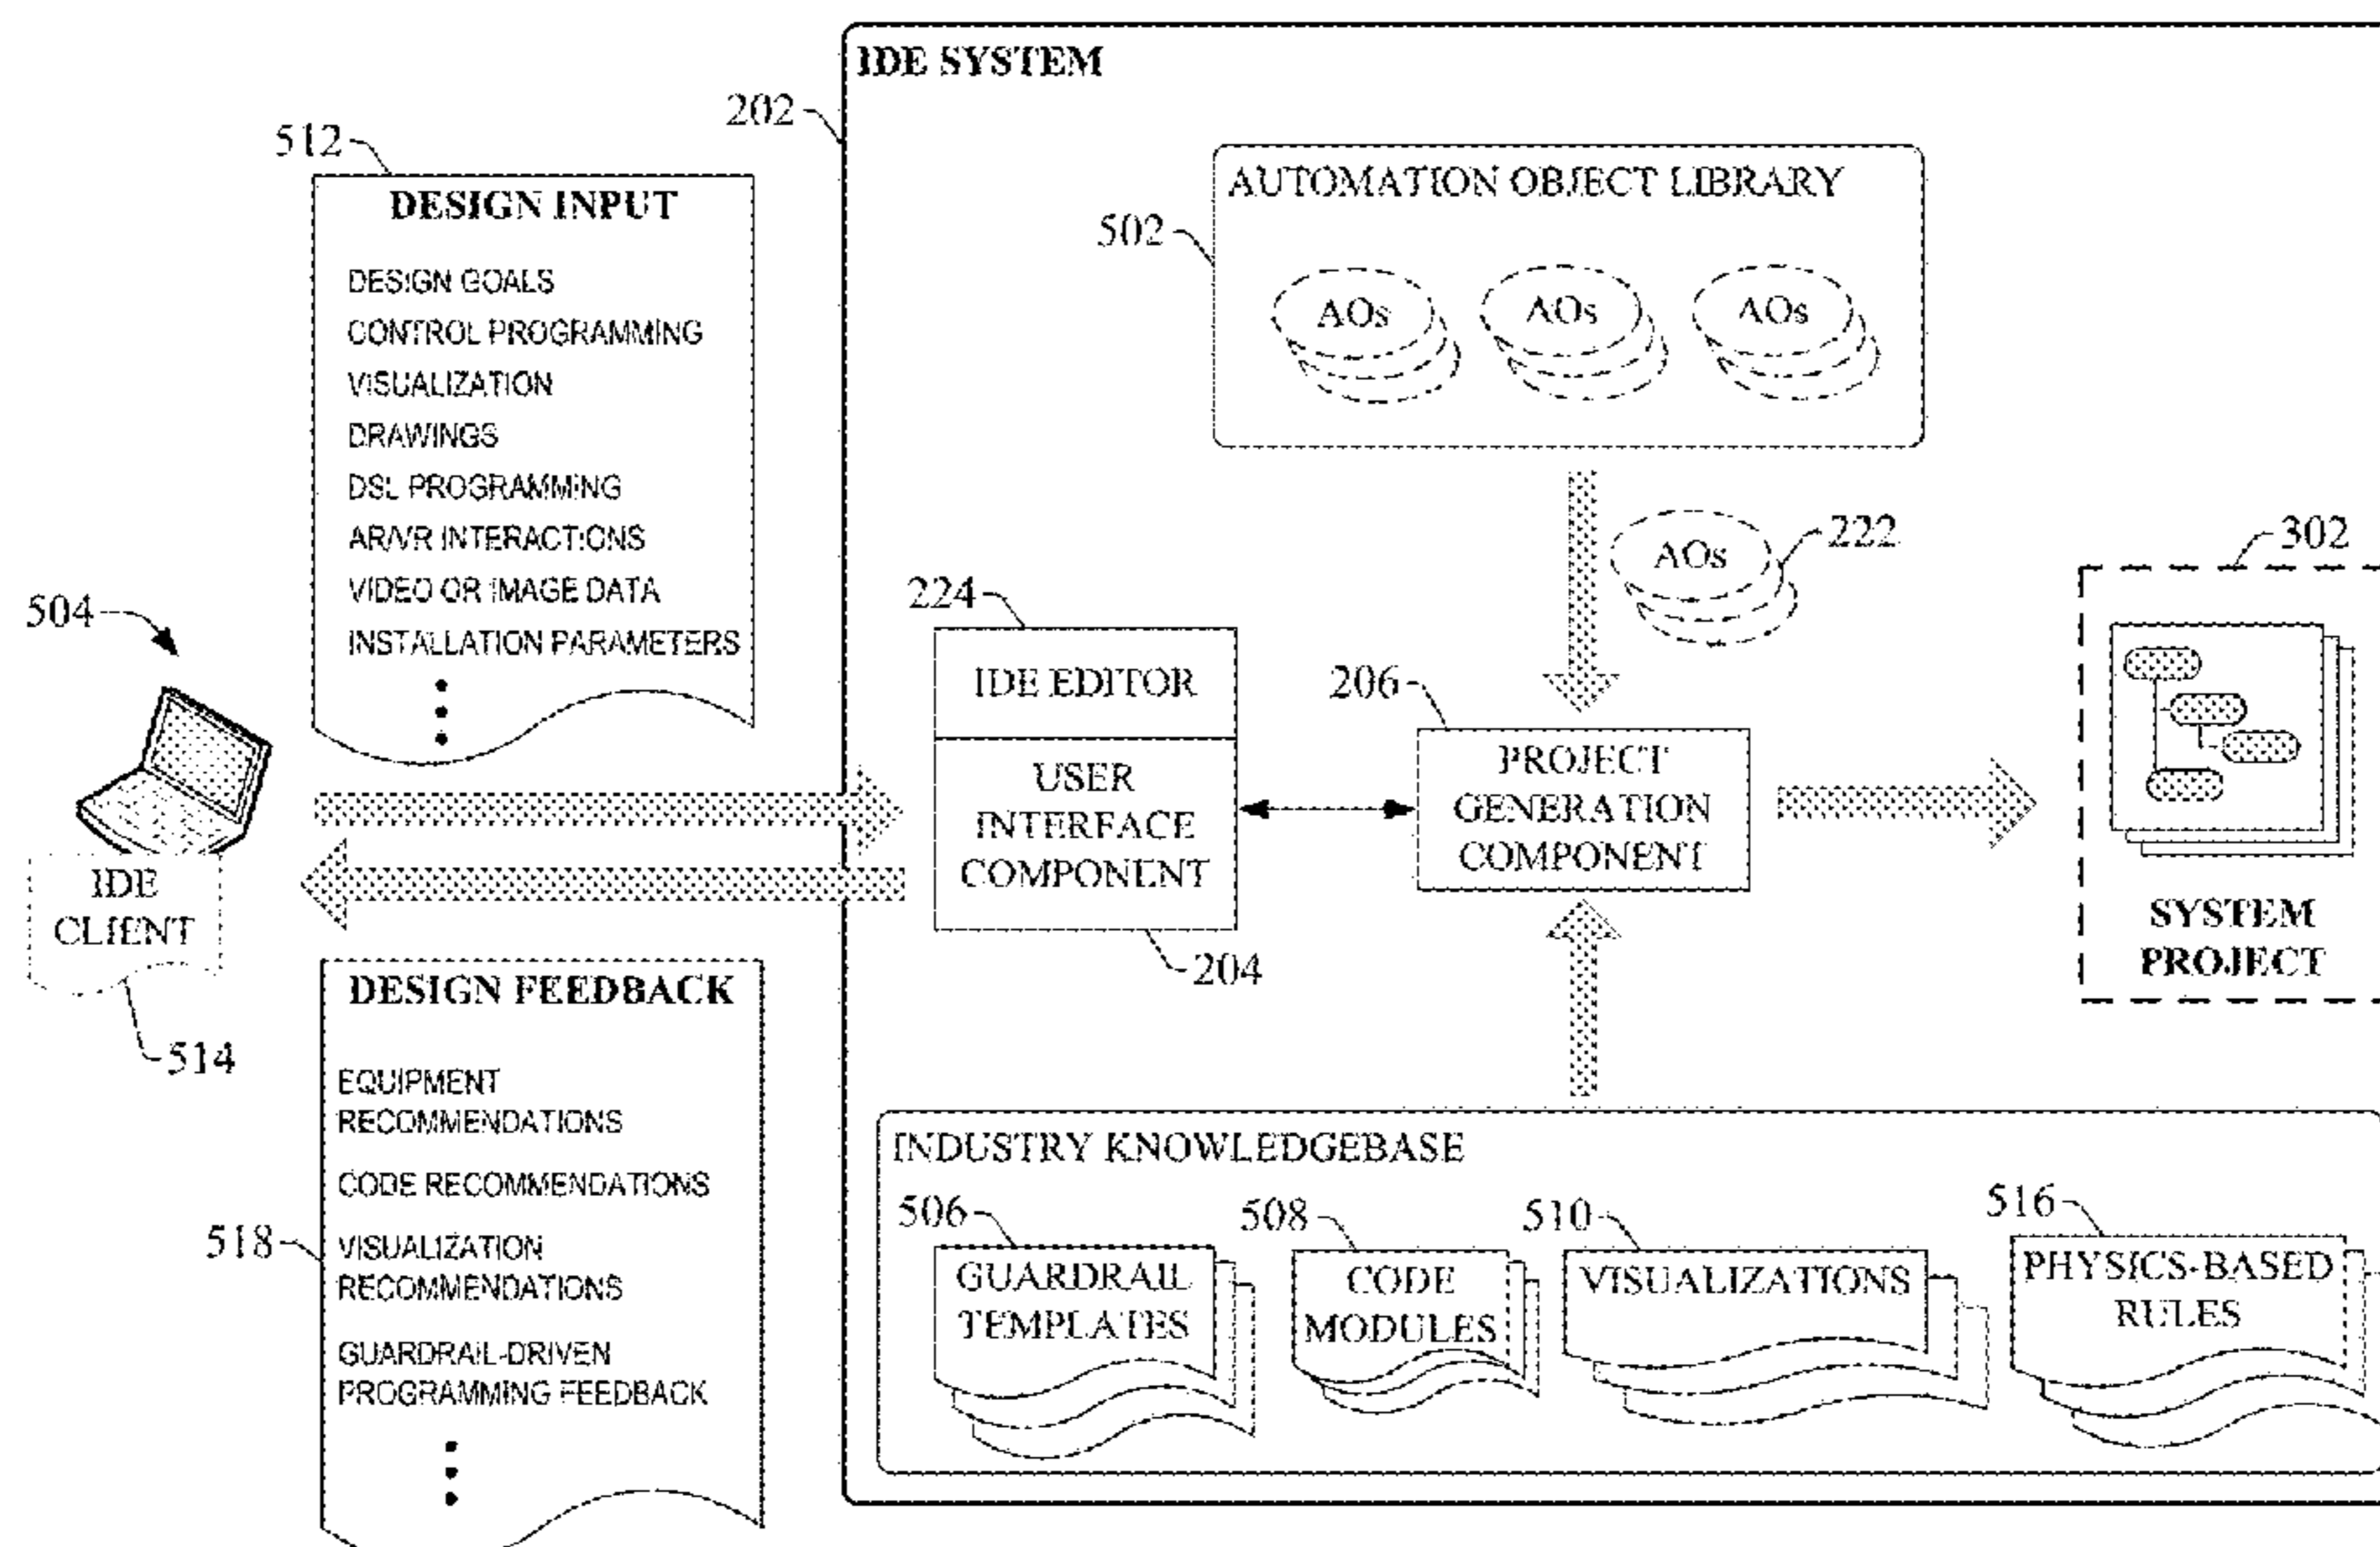 IDE SYSTEM
202
512
DESIGN INPUT
DESIGN GOALS
CONTROL PROGRAMMING
VISUALIZATION
DRAWINGS
DSL PROGRAMMING
AR/VR INTERACTIONS
VIDEO OR IMAGE DATA
INSTALLATION PARAMETERS
AUTOMATION OBJECT LIBRARY
502
AOs
AOs
AOs
AOs
222
302
504
224
IDE EDITOR
USER
INTERFACE
COMPONENT
204
206
PROJECT
GENERATION
COMPONENT
SYSTEM
PROJECT
IDE
CLIENT
514
DESIGN FEEDBACK
EQUIPMENT
RECOMMENDATIONS
CODE RECOMMENDATIONS
518
VISUALIZATION
RECOMMENDATIONS
GUARDRAIL-DRIVEN
PROGRAMMING FEEDBACK
INDUSTRY KNOWLEDGEBASE
506
GUARDRAIL
TEMPLATES
508
CODE
MODULES
510
VISUALIZATIONS
516
PHYSICS-BASED
RULES